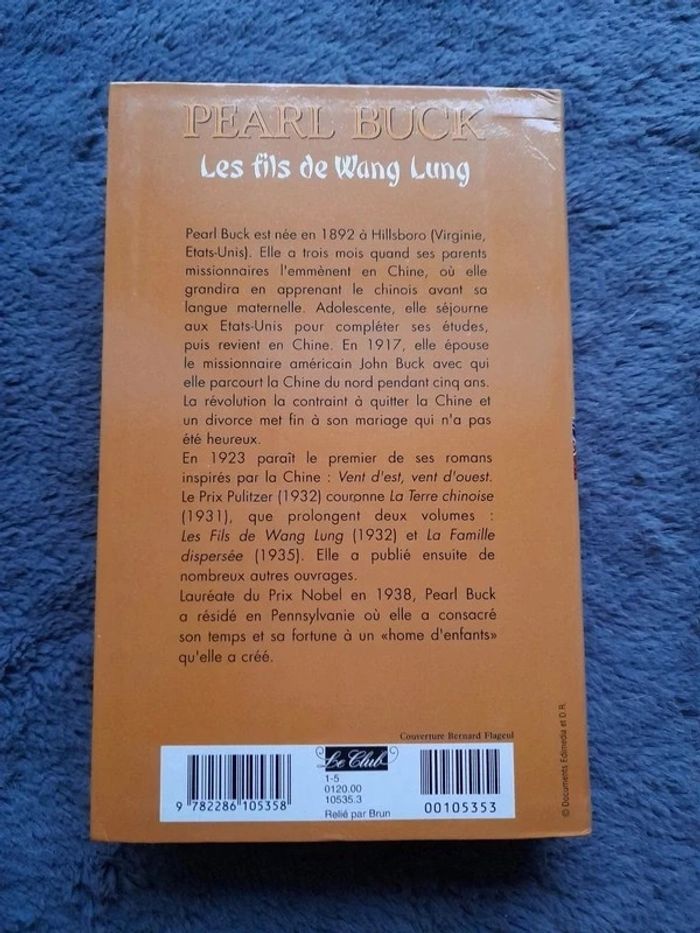 PEARL BUCK
Les fils de Wang Lung
Pearl Buck est née en 1892 à Hillsboro (Virginie,
Etats-Unis). Elle a trois mois quand ses parents
missionnaires l'emmènent en Chine, où elle
grandira en apprenant le chinois avant sa
langue maternelle. Adolescente, elle séjourne
aux Etats-Unis pour compléter ses études,
puis revient en Chine. En 1917, elle épouse
le missionnaire américain John Buck avec qui
elle parcourt la Chine du nord pendant cinq ans.
La révolution la contraint à quitter la Chine et
un divorce met fin à son mariage qui n'a pas
été heureux.
En 1923 paraît le premier de ses romans
inspirés par la Chine : Vent d'est, vent d'ouest.
Le Prix Pulitzer (1932) couronne La Terre chinoise
(1931), que prolongent deux volumes :
Les Fils de Wang Lung (1932) et La Famille
dispersée (1935). Elle a publié ensuite de
nombreux autres ouvrages.
Lauréate du Prix Nobel en 1938, Pearl Buck
a résidé en Pennsylvanie où elle a consacré
son temps et sa fortune à un «home d'enfants»
qu'elle a créé.
Couverture Bernard Flageul
© Documents Edimedia et D.R.
9 782286 105358
Le Club
1-5
0120.00
10535.3
Relié par Brun
00105353